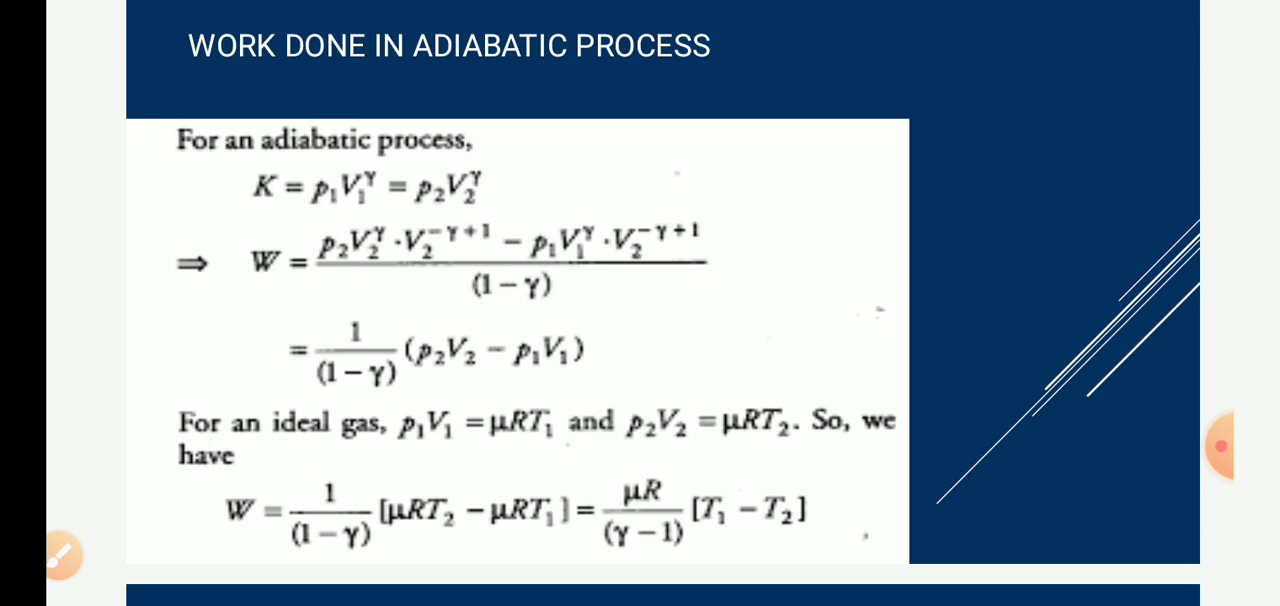 WORK DONE IN ADIABATIC PROCESS
For an adiabatic process,
K = p₁V₁^γ = p₂V₂^γ
⇒ W = (p₂V₂^γ · V₂^(−γ+1) − p₁V₁^γ · V₂^(−γ+1)) / (1 − γ)
= 1/(1 − γ) (p₂V₂ − p₁V₁)
For an ideal gas, p₁V₁ = μRT₁ and p₂V₂ = μRT₂. So, we
have
W = 1/(1 − γ) [μRT₂ − μRT₁] = μR/(γ − 1) [T₁ − T₂]